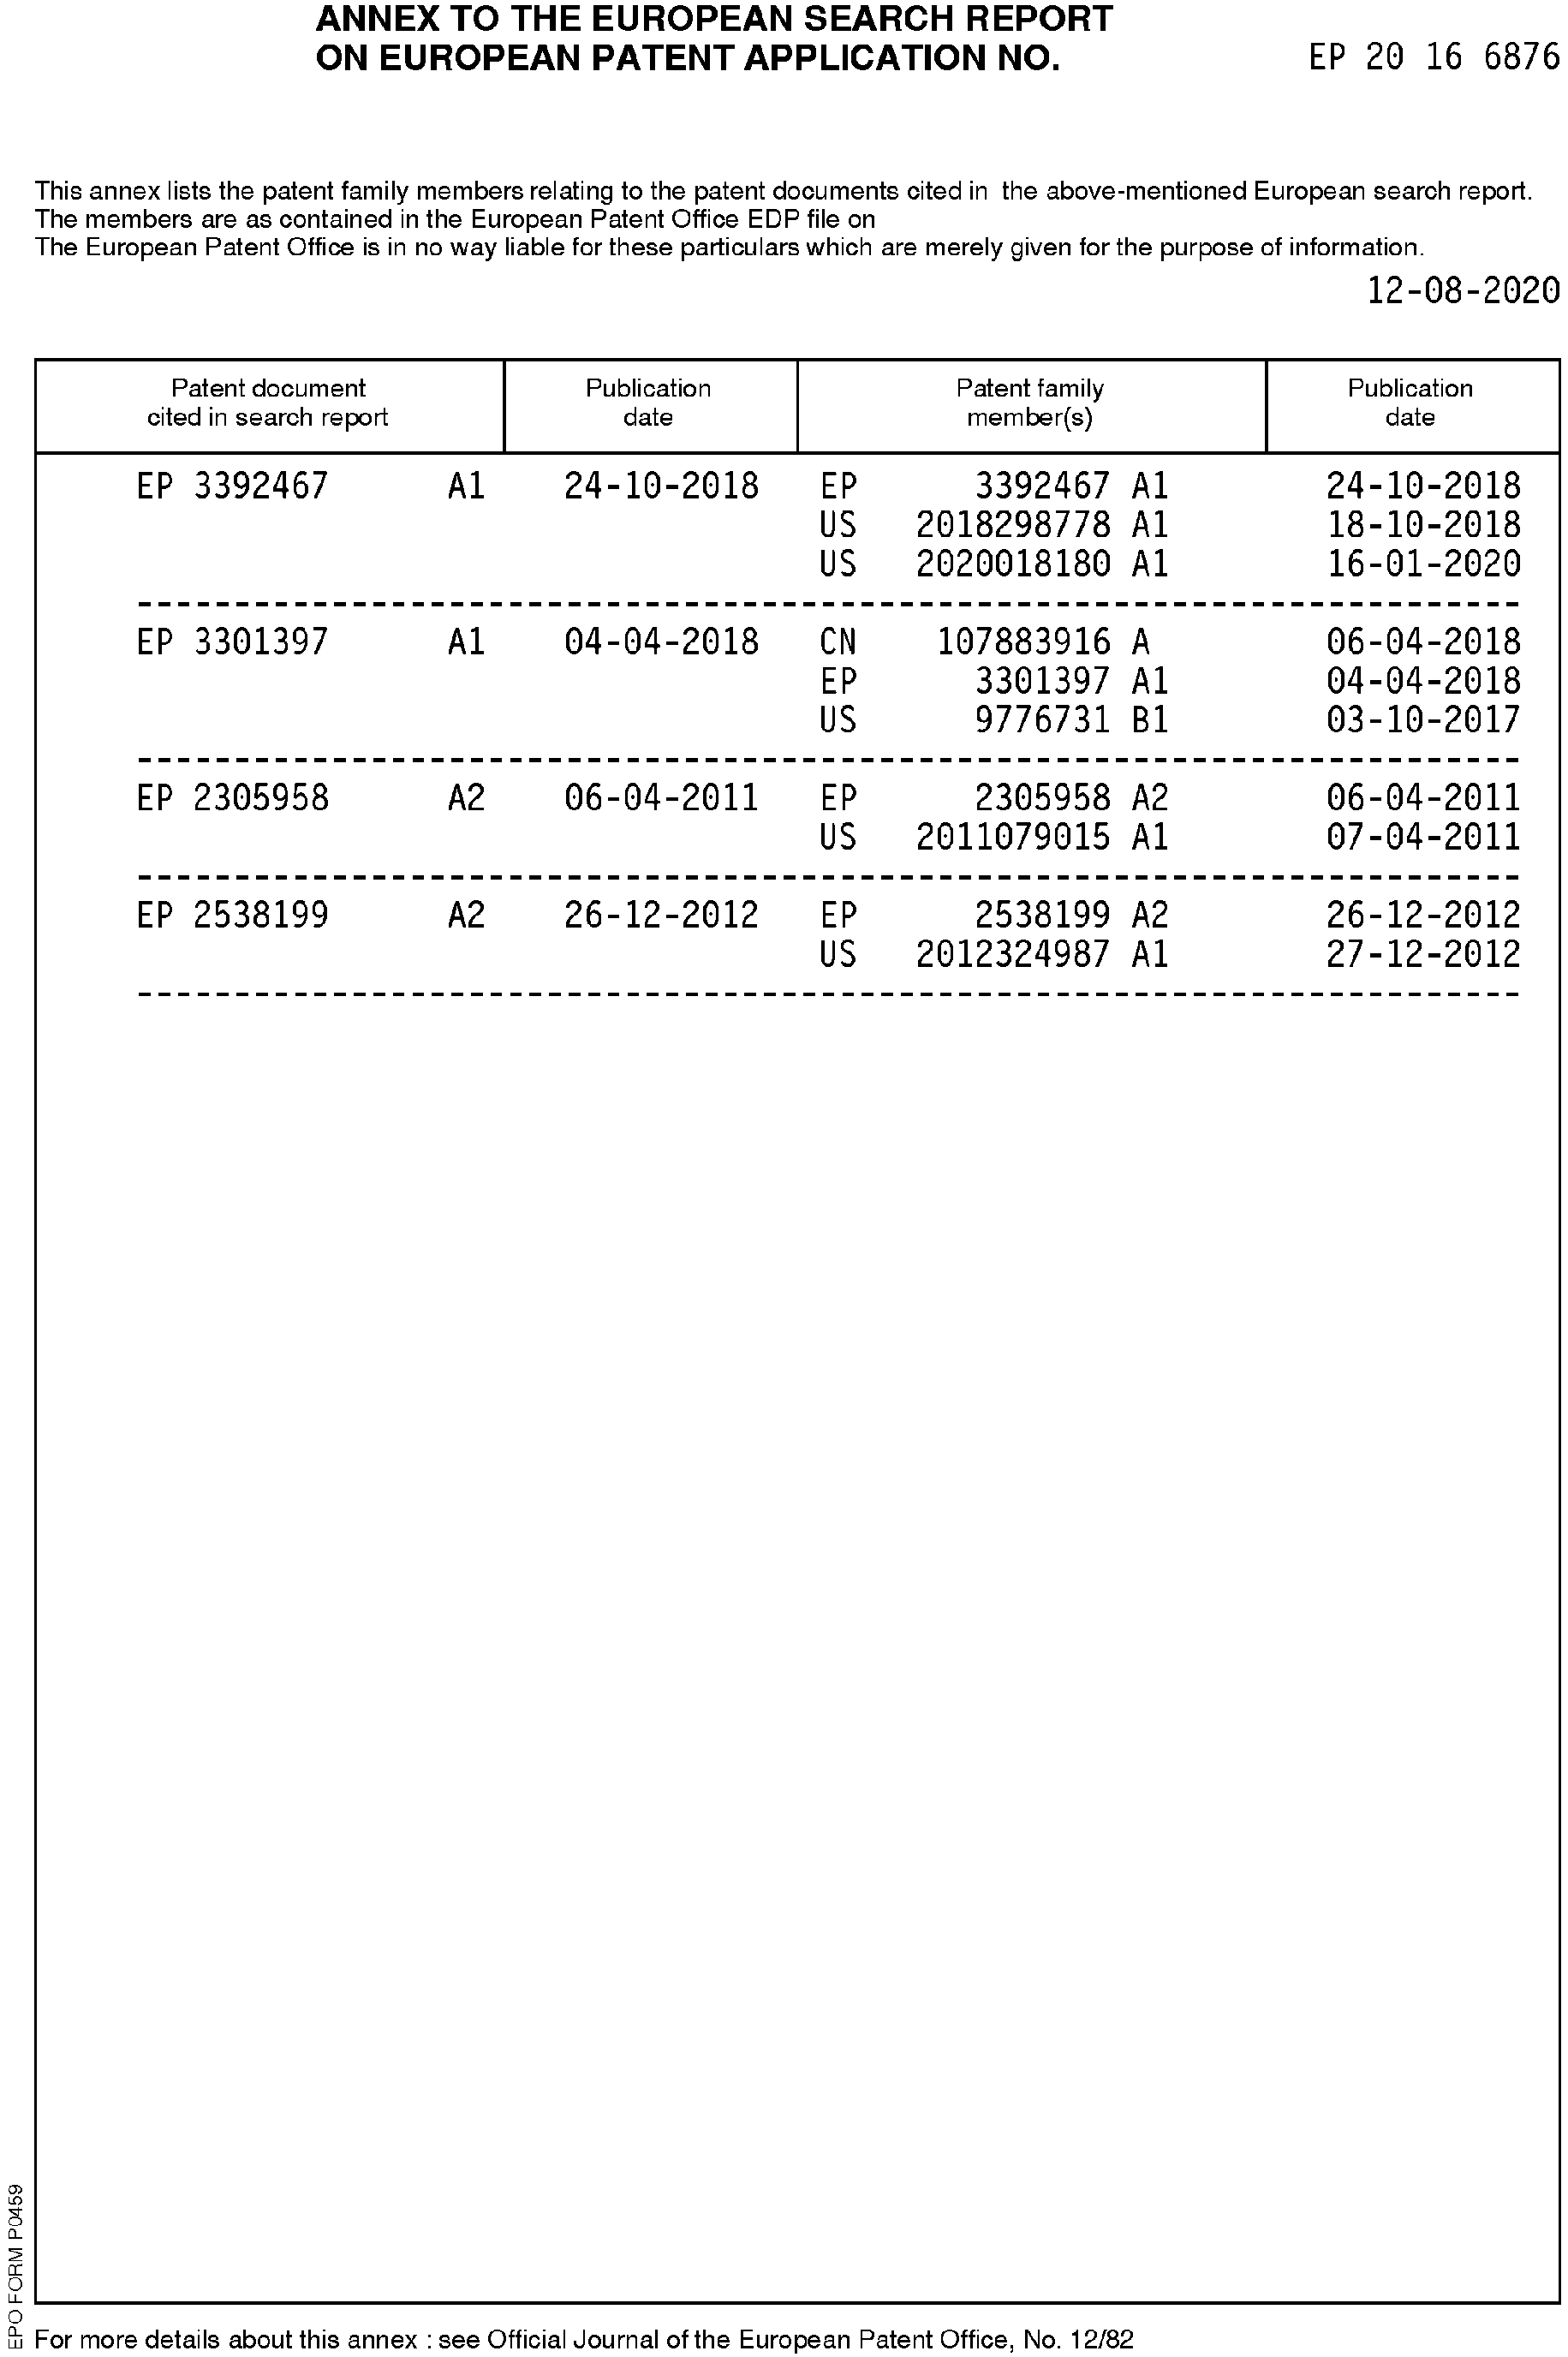 ANNEX TO THE EUROPEAN SEARCH REPORT
ON EUROPEAN PATENT APPLICATION NO. EP 20 16 6876
This annex lists the patent family members relating to the patent documents cited in the above-mentioned European search report.
The members are as contained in the European Patent Office EDP file on
The European Patent Office is in no way liable for these particulars which are merely given for the purpose of information.
12-08-2020
Patent document cited in search report Publication date Patent family member(s) Publication date
EP 3392467 A1 24-10-2018 EP 3392467 A1 24-10-2018
US 2018298778 A1 18-10-2018
US 2020018180 A1 16-01-2020
EP 3301397 A1 04-04-2018 CN 107883916 A 06-04-2018
EP 3301397 A1 04-04-2018
US 9776731 B1 03-10-2017
EP 2305958 A2 06-04-2011 EP 2305958 A2 06-04-2011
US 2011079015 A1 07-04-2011
EP 2538199 A2 26-12-2012 EP 2538199 A2 26-12-2012
US 2012324987 A1 27-12-2012
EPO FORM P0459
For more details about this annex : see Official Journal of the European Patent Office, No. 12/82